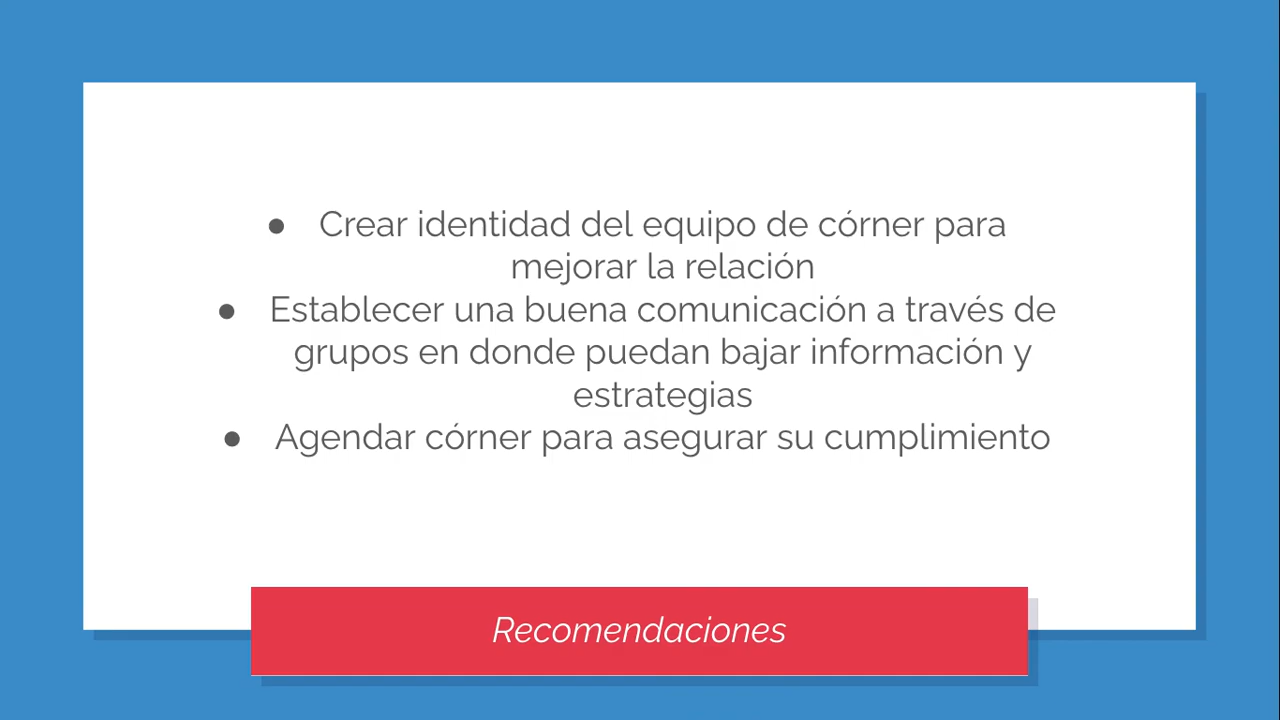 ● Crear identidad del equipo de córner para
mejorar la relación
● Establecer una buena comunicación a través de
grupos en donde puedan bajar información y
estrategias
● Agendar córner para asegurar su cumplimiento
Recomendaciones